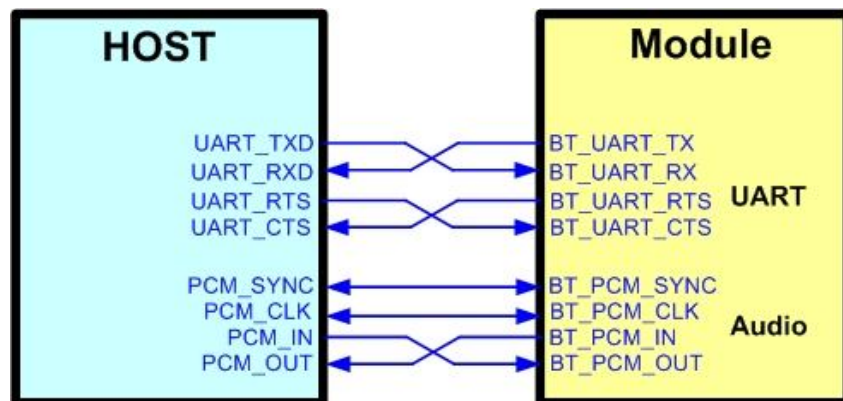 HOST
UART_TXD
UART_RXD
UART_RTS
UART_CTS
PCM_SYNC
PCM_CLK
PCM_IN
PCM_OUT
Module
BT_UART_TX
BT_UART_RX
BT_UART_RTS
BT_UART_CTS
UART
BT_PCM_SYNC
BT_PCM_CLK
BT_PCM_IN
BT_PCM_OUT
Audio